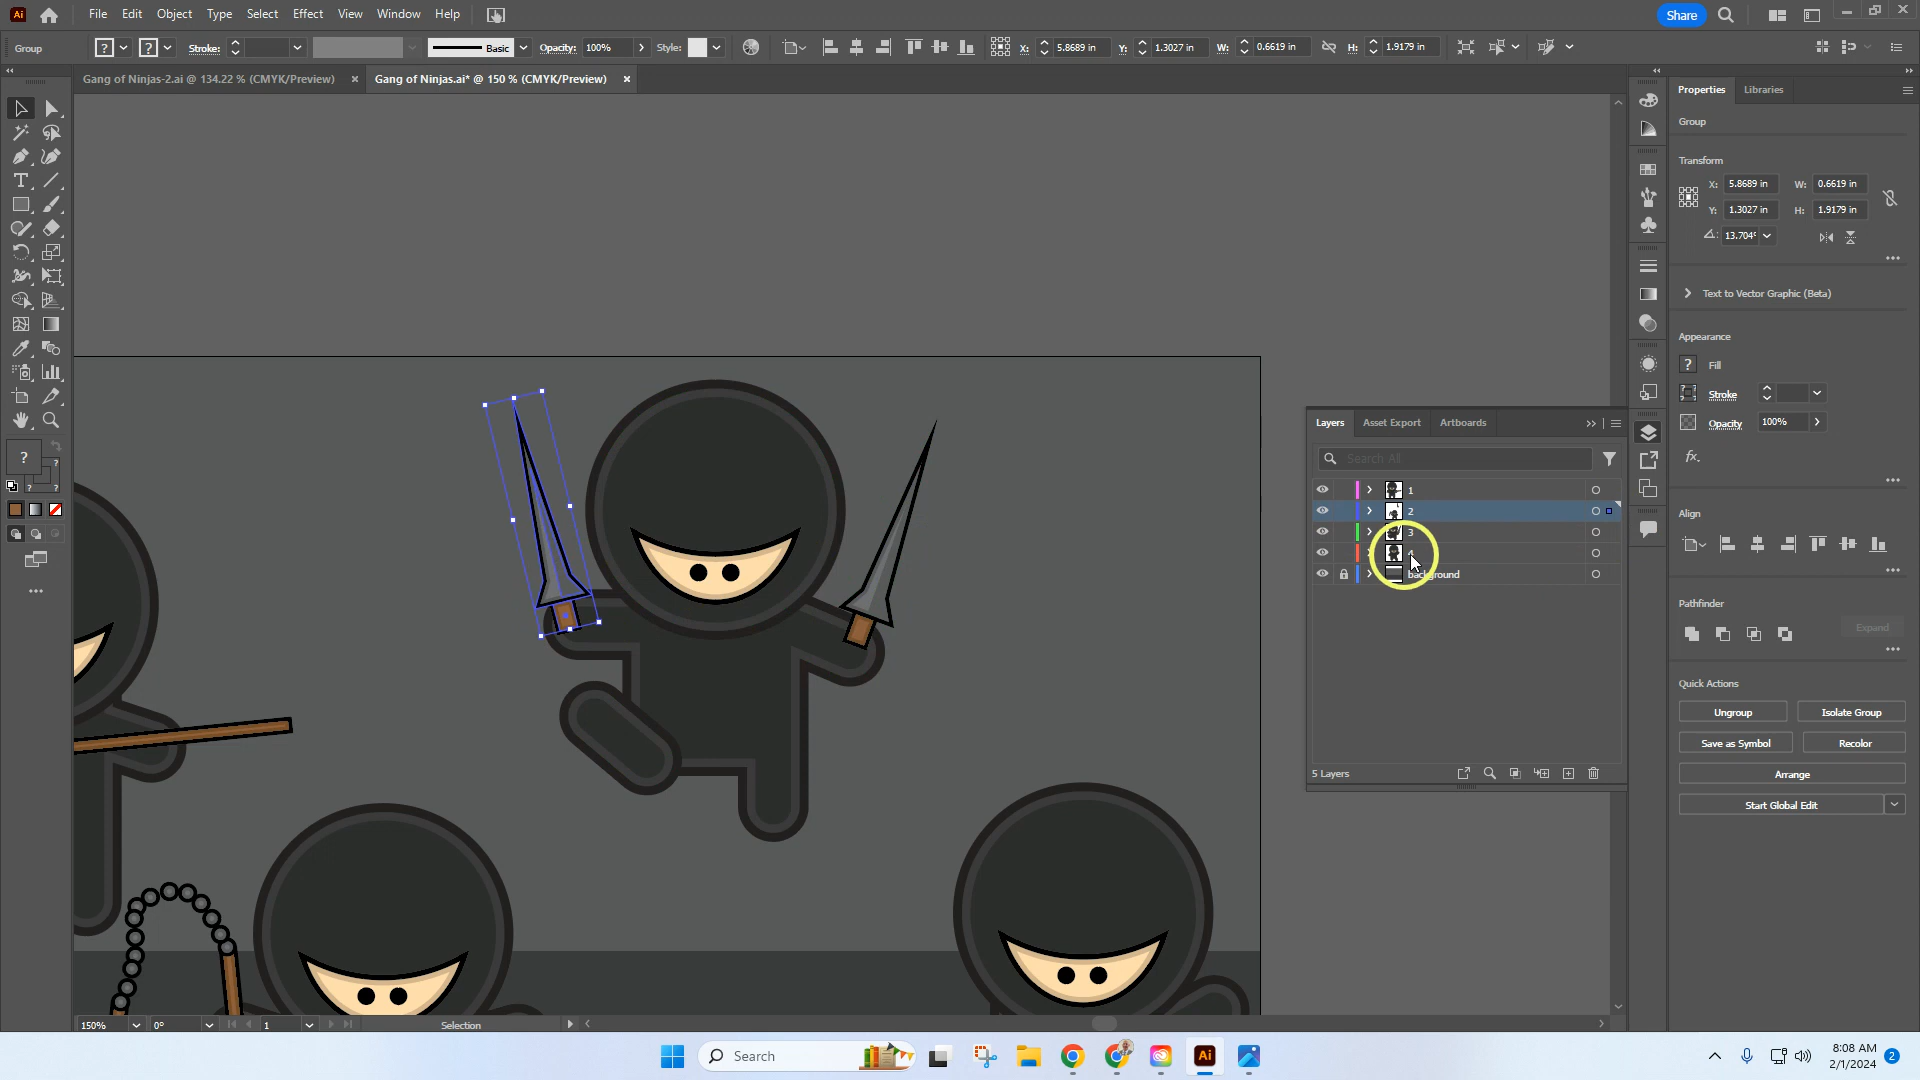 Ai File Edit Object Type Select Effect View Window Help Share
Group ? ? Stroke: Basic Opacity: 100% Style: X: 5.8689 in Y: 1.3027 in W: 0.6619 in H: 1.9179 in
Gang of Ninjas-2.ai @ 134.22 % (CMYK/Preview) × Gang of Ninjas.ai* @ 150 % (CMYK/Preview) ×
Properties Libraries
Group
Transform
X: 5.8689 in W: 0.6619 in
Y: 1.3027 in H: 1.9179 in
13.704°
Text to Vector Graphic (Beta)
Appearance
? Fill
Stroke
Opacity 100%
fx.
Align
Pathfinder
Expand
Quick Actions
Ungroup Isolate Group
Save as Symbol Recolor
Arrange
Start Global Edit
Layers Asset Export Artboards
Search All
1
2
3
background
5 Layers
?
150% 0° 1 Selection
Search
Ai
8:08 AM
2/1/2024
2